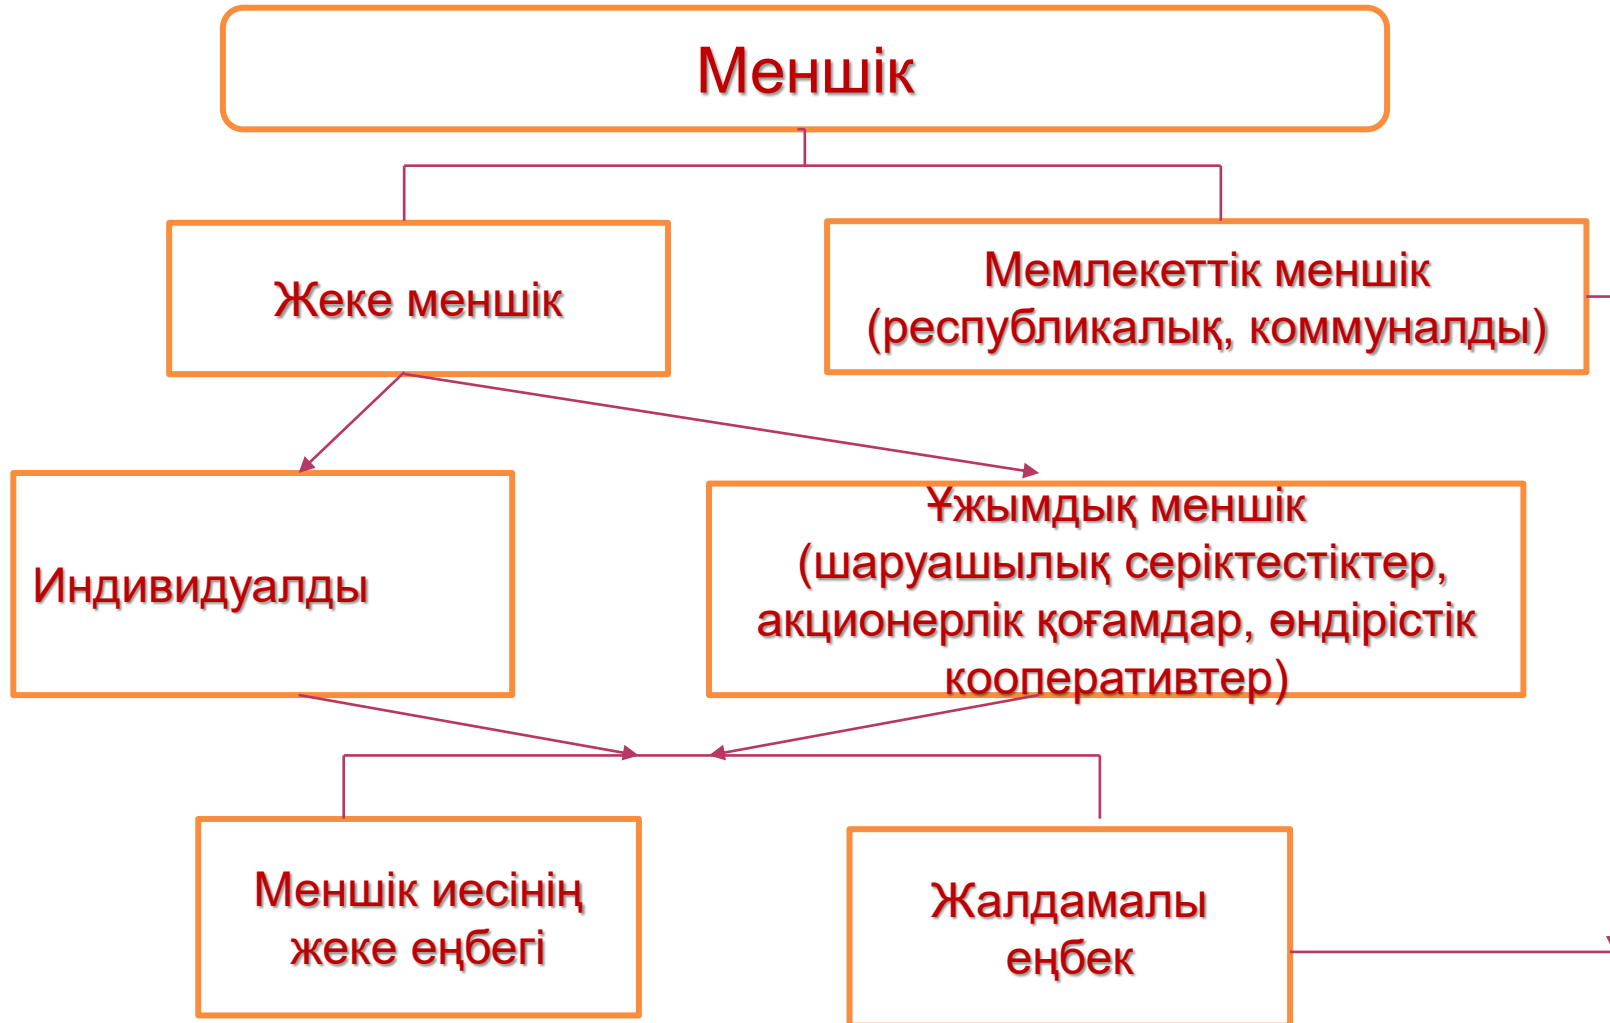 Меншік
Жеке меншік
Мемлекеттік меншік
(республикалық, коммуналды)
Индивидуалды
Ұжымдық меншік
(шаруашылық серіктестіктер,
акционерлік қоғамдар, өндірістік
кооперативтер)
Меншік иесінің
жеке еңбегі
Жалдамалы
еңбек